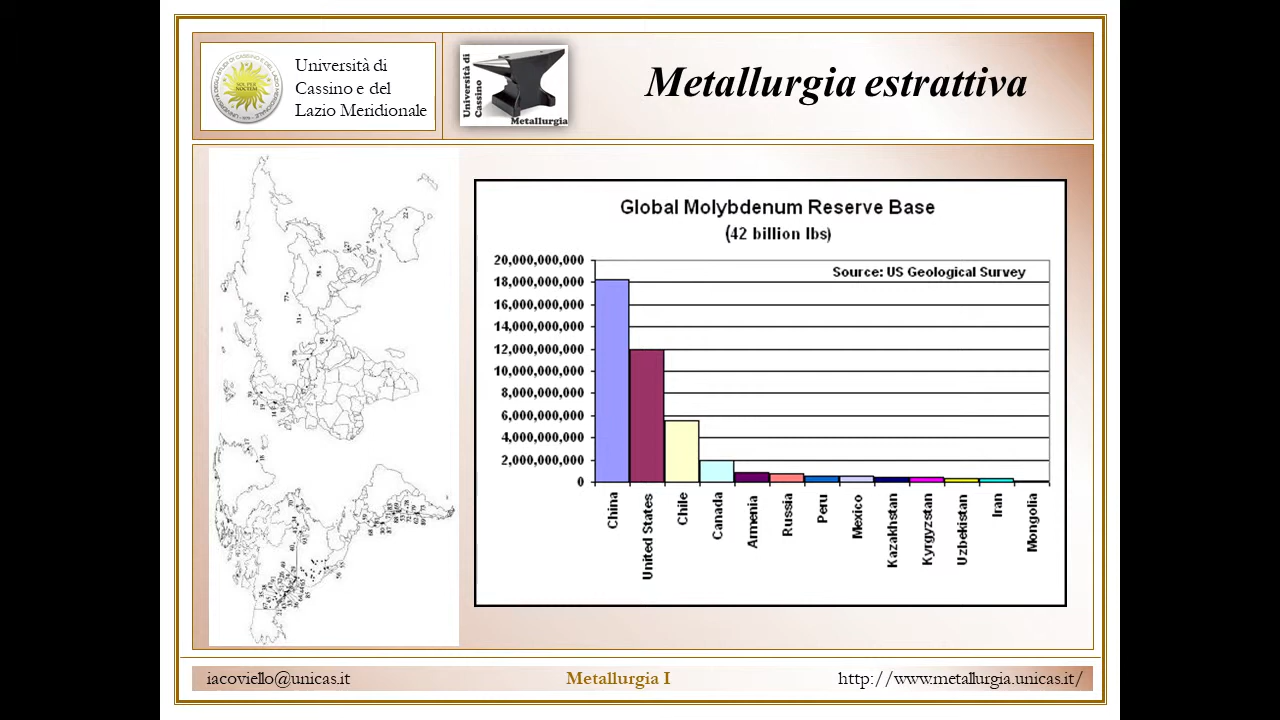 Università di
Cassino e del
Lazio Meridionale
Università di
Cassino
Metallurgia
Metallurgia estrattiva
Global Molybdenum Reserve Base
(42 billion lbs)
Source: US Geological Survey
20,000,000,000
18,000,000,000
16,000,000,000
14,000,000,000
12,000,000,000
10,000,000,000
8,000,000,000
6,000,000,000
4,000,000,000
2,000,000,000
0
China
United States
Chile
Canada
Armenia
Russia
Peru
Mexico
Kazakhstan
Kyrgyzstan
Uzbekistan
Iran
Mongolia
iacoviello@unicas.it
Metallurgia I
http://www.metallurgia.unicas.it/